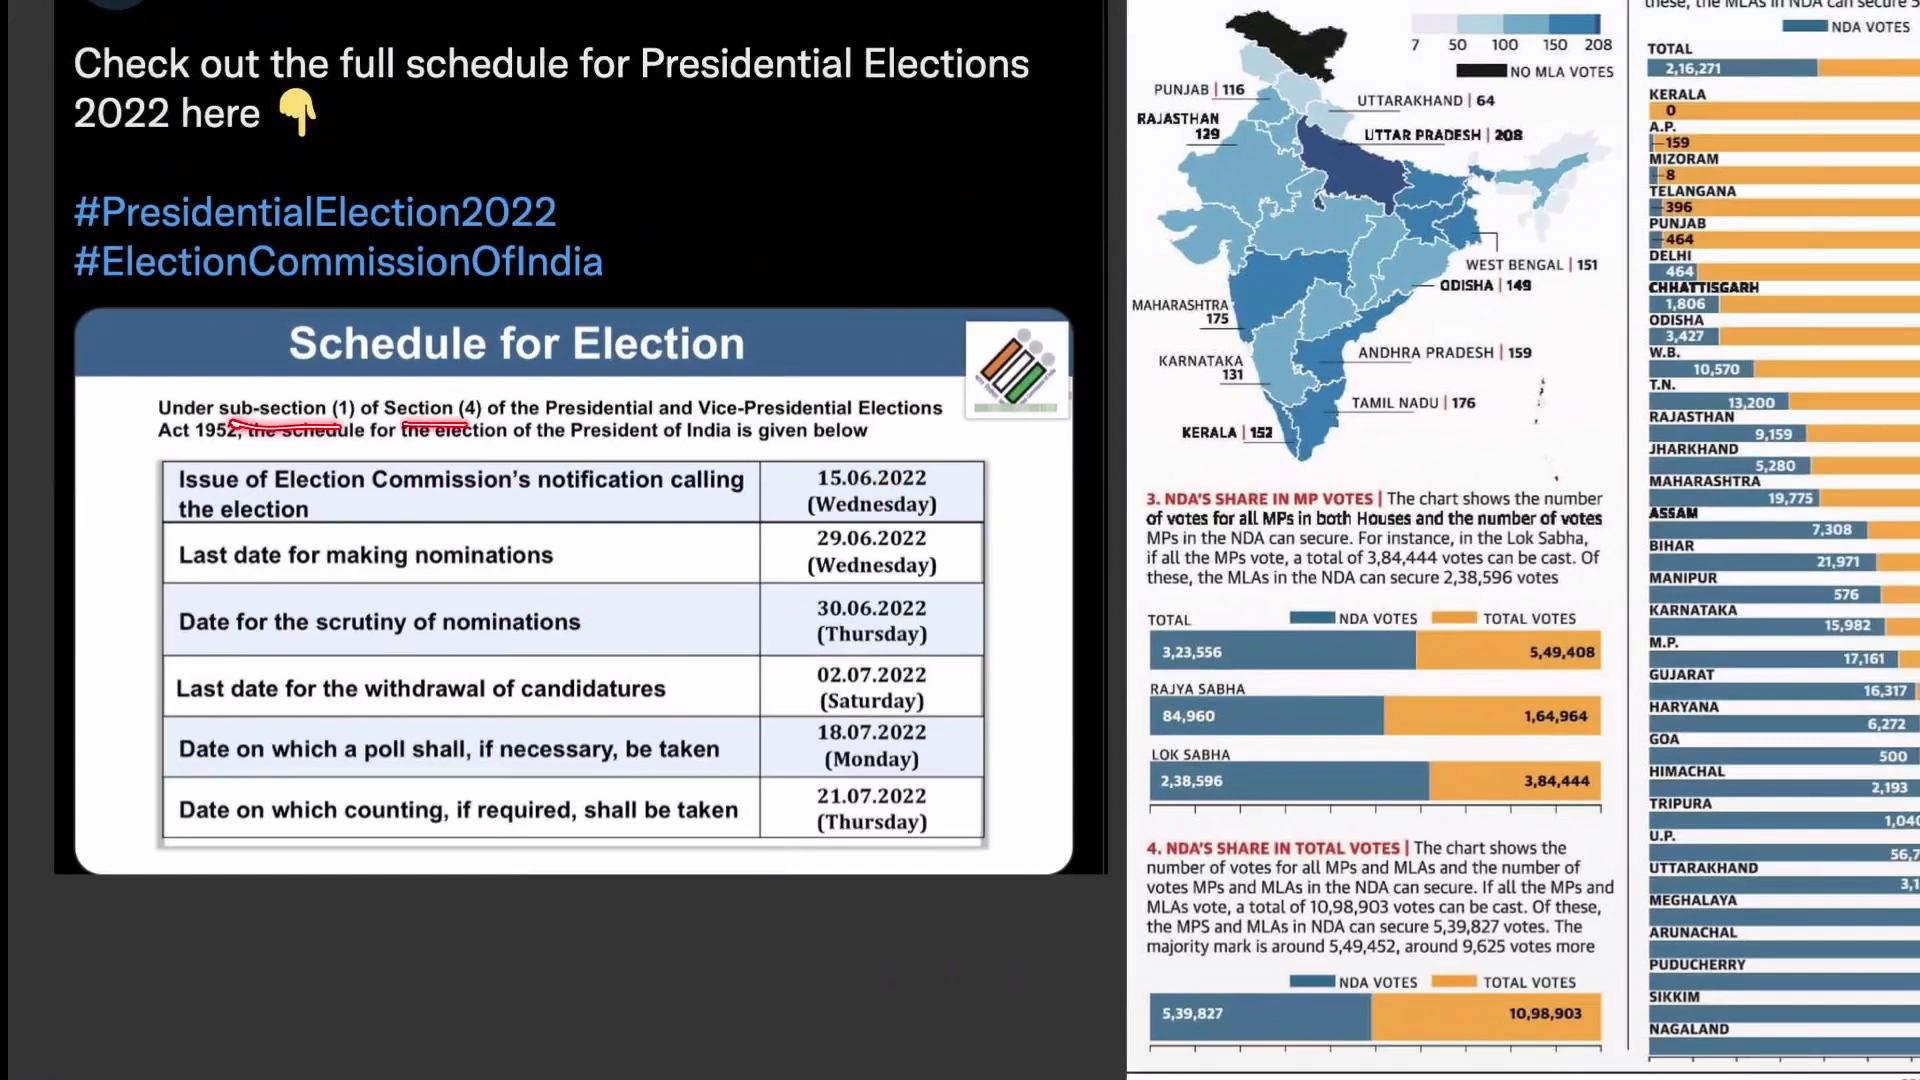 Check out the full schedule for Presidential Elections
2022 here
#PresidentialElection2022
#ElectionCommissionOfIndia
Schedule for Election
Under sub-section (1) of Section (4) of the Presidential and Vice-Presidential Elections
Act 1952, the schedule for the election of the President of India is given below
Issue of Election Commission's notification calling
the election
15.06.2022
(Wednesday)
Last date for making nominations
29.06.2022
(Wednesday)
Date for the scrutiny of nominations
30.06.2022
(Thursday)
Last date for the withdrawal of candidatures
02.07.2022
(Saturday)
Date on which a poll shall, if necessary, be taken
18.07.2022
(Monday)
Date on which counting, if required, shall be taken
21.07.2022
(Thursday)
7 50 100 150 208
NO MLA VOTES
PUNJAB | 116
UTTARAKHAND | 64
RAJASTHAN
129
UTTAR PRADESH | 208
WEST BENGAL | 151
ODISHA | 149
MAHARASHTRA
175
ANDHRA PRADESH | 159
KARNATAKA
131
TAMIL NADU | 176
KERALA | 152
3. NDA'S SHARE IN MP VOTES | The chart shows the number
of votes for all MPs in both Houses and the number of votes
MPs in the NDA can secure. For instance, in the Lok Sabha,
if all the MPs vote, a total of 3,84,444 votes can be cast. Of
these, the MLAs in the NDA can secure 2,38,596 votes
NDA VOTES TOTAL VOTES
TOTAL
3,23,556 5,49,408
RAJYA SABHA
84,960 1,64,964
LOK SABHA
2,38,596 3,84,444
4. NDA'S SHARE IN TOTAL VOTES | The chart shows the
number of votes for all MPs and MLAs and the number of
votes MPs and MLAs in the NDA can secure. If all the MPs and
MLAs vote, a total of 10,98,903 votes can be cast. Of these,
the MPS and MLAs in NDA can secure 5,39,827 votes. The
majority mark is around 5,49,452, around 9,625 votes more
NDA VOTES TOTAL VOTES
5,39,827 10,98,903
these, the MLAs in NDA can secure
NDA VOTES
TOTAL
2,16,271
KERALA
0
A.P.
159
MIZORAM
8
TELANGANA
396
PUNJAB
464
DELHI
464
CHHATTISGARH
1,806
ODISHA
3,427
W.B.
10,570
T.N.
13,200
RAJASTHAN
9,159
JHARKHAND
5,280
MAHARASHTRA
19,775
ASSAM
7,308
BIHAR
21,971
MANIPUR
576
KARNATAKA
15,982
M.P.
17,161
GUJARAT
16,317
HARYANA
6,272
GOA
500
HIMACHAL
2,193
TRIPURA
1,040
U.P.
56,7
UTTARAKHAND
3,1
MEGHALAYA
ARUNACHAL
PUDUCHERRY
SIKKIM
NAGALAND